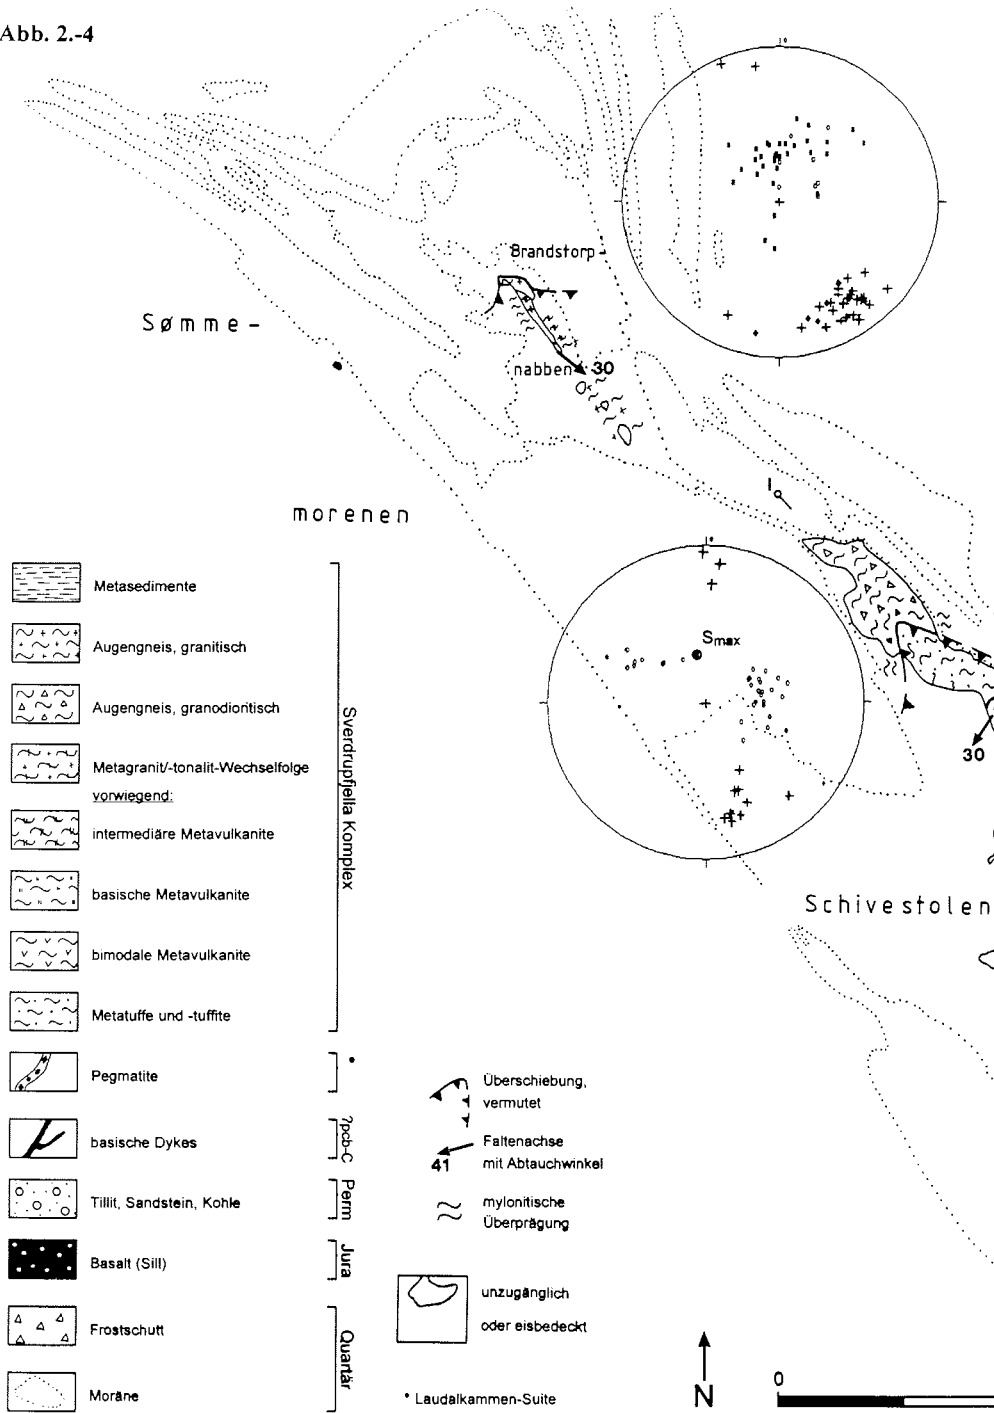 Abb. 2.-4
Brandstorp-
Sømme-
nabben
30
morenen
Smax
30
Schivestolen
Metasedimente
Augengneis, granitisch
Augengneis, granodioritisch
Metagranit/-tonalit-Wechselfolge
vorwiegend:
intermediäre Metavulkanite
basische Metavulkanite
bimodale Metavulkanite
Metatuffe und -tuffite
Sverdrupfjella Komplex
Pegmatite
•
basische Dykes
?pcb-C
Tillit, Sandstein, Kohle
Perm
Basalt (Sill)
Jura
Frostschutt
Moräne
Quartär
Überschiebung,
vermutet
Faltenachse
41 mit Abtauchwinkel
mylonitische
Überprägung
unzugänglich
oder eisbedeckt
• Laudalkammen-Suite
N
0